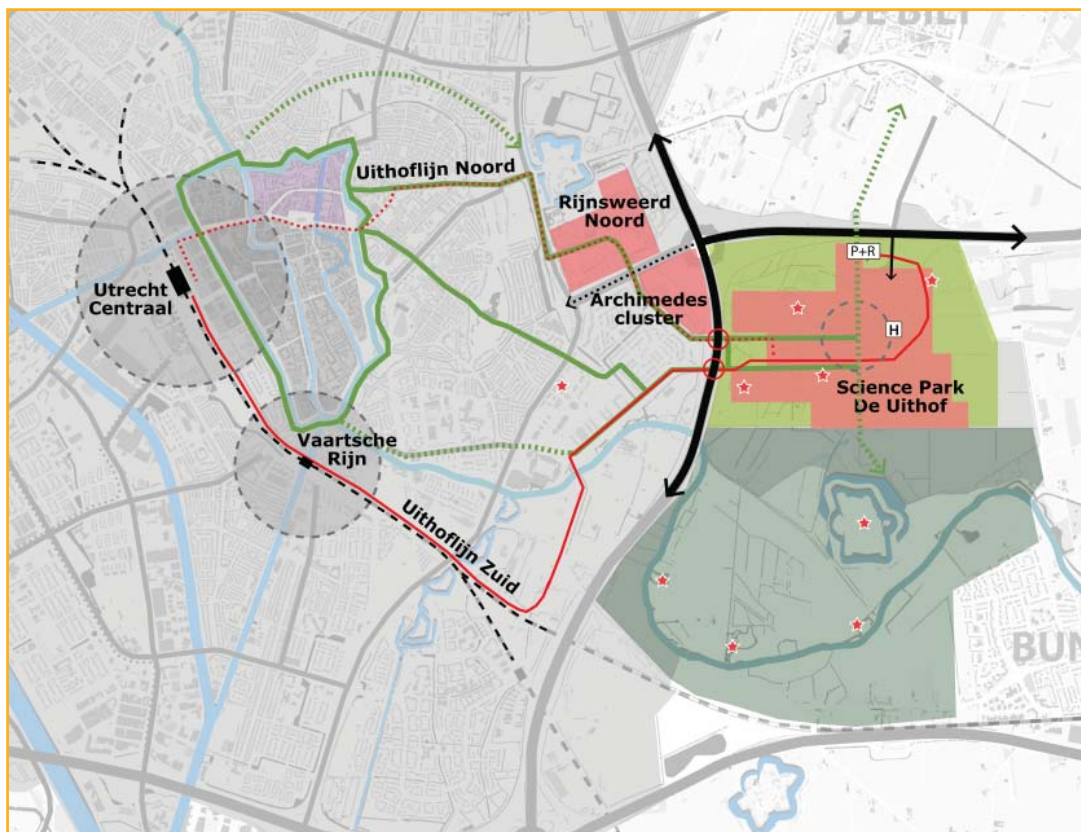 DE BILT
Uithoflijn Noord
Rijnsweerd
Noord
P+R
Utrecht
Centraal
Archimedes
cluster
H
Science Park
De Uithof
Vaartsche
Rijn
Uithoflijn Zuid
BUN